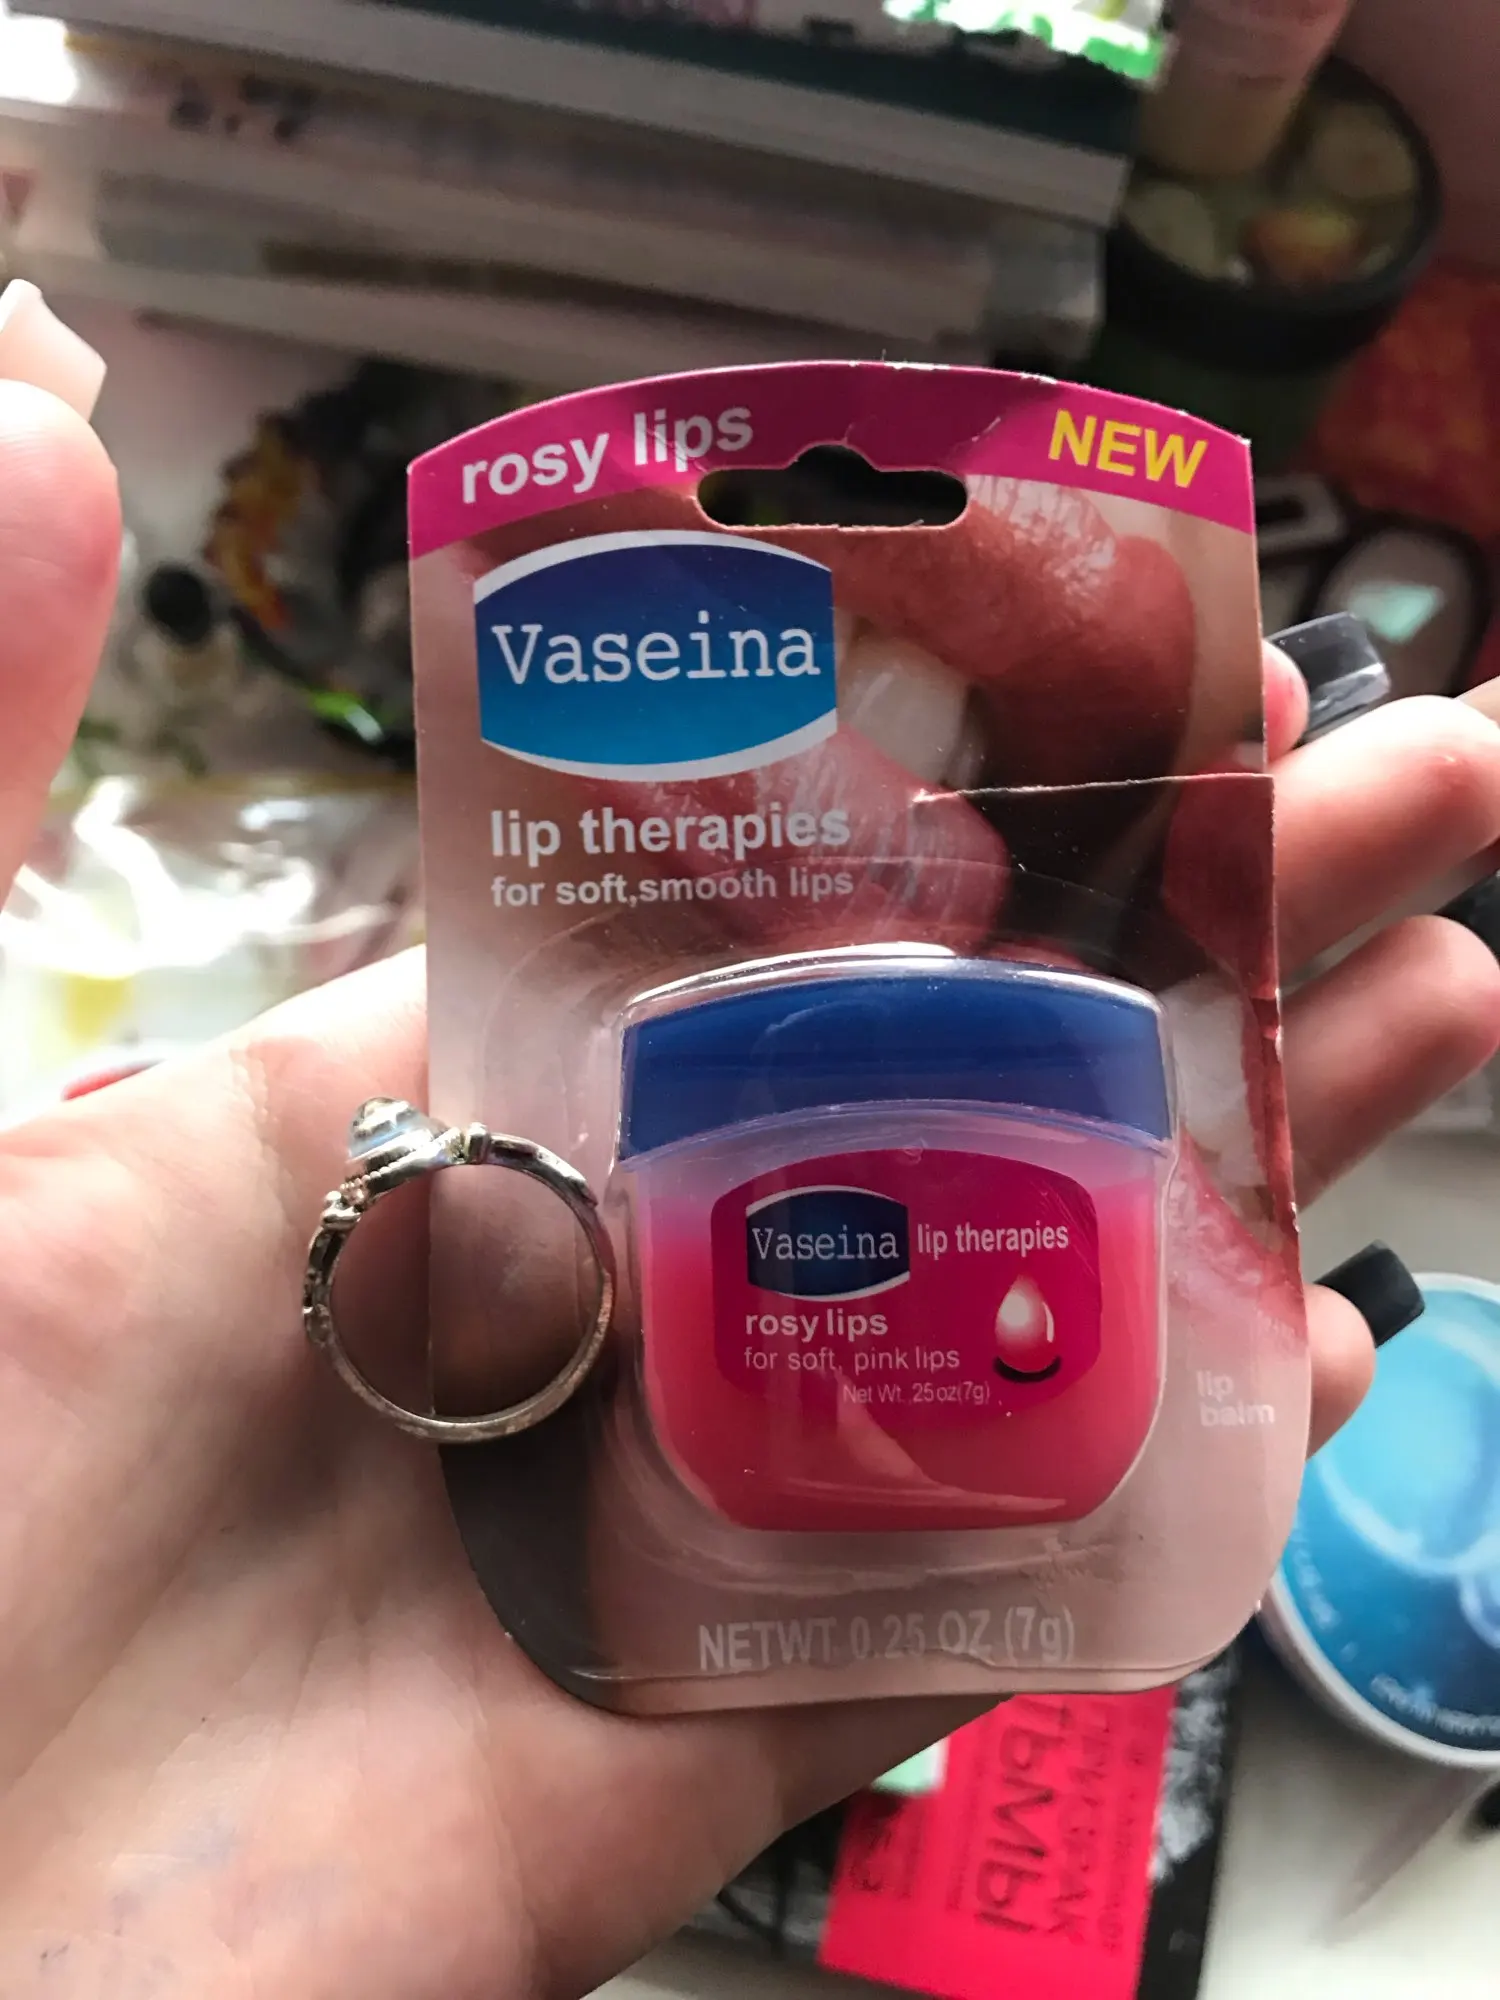 rosy lips
NEW
Vaseina
lip therapies
for soft,smooth lips
Vaseina lip therapies
rosy lips
for soft, pink lips
Net Wt .25oz(7g)
lip
balm
NETWT 0.25 OZ (7g)